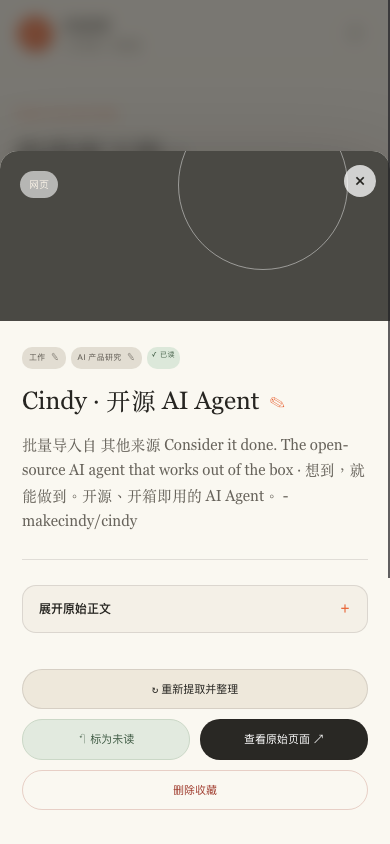 网页
×
工作 ✎ AI 产品研究 ✎ ✓ 已读
Cindy · 开源 AI Agent ✎
批量导入自 其他来源 Consider it done. The open-
source AI agent that works out of the box · 想到，就
能做到。开源、开箱即用的 AI Agent。 -
makecindy/cindy
展开原始正文 +
↻ 重新提取并整理
标为未读
查看原始页面 ↗
删除收藏